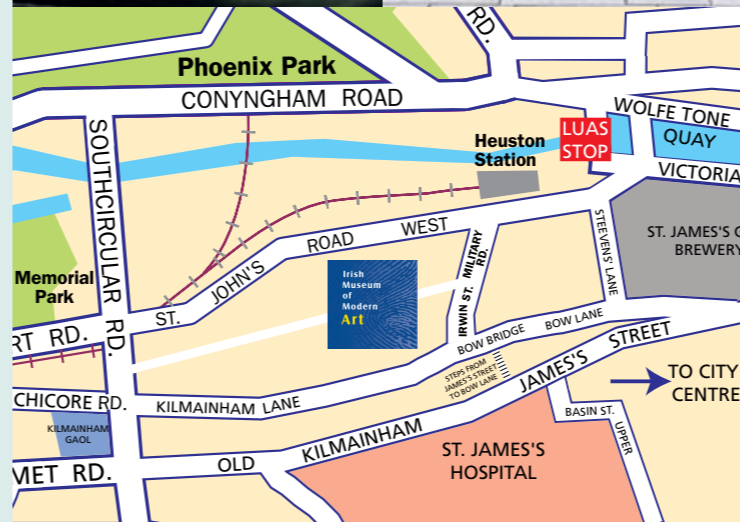 RD.
Phoenix Park
CONYNGHAM ROAD
WOLFE TONE
QUAY
LUAS
STOP
Heuston
Station
VICTORIA
SOUTHCIRCULAR RD.
ROAD WEST
STEEVENS' LANE
ST. JAMES'S G
BREWERY
IRWIN ST. MILITARY
RD.
Irish
Museum
of
Modern
Art
Memorial
Park
ST. JOHN'S
RT RD.
BOW BRIDGE
BOW LANE
STEPS FROM
JAMES'S STREET
TO BOW LANE
JAMES'S STREET
TO CITY
CENTRE
CHICORE RD.
KILMAINHAM LANE
BASIN ST.
UPPER
KILMAINHAM
GAOL
OLD KILMAINHAM
ST. JAMES'S
HOSPITAL
MET RD.